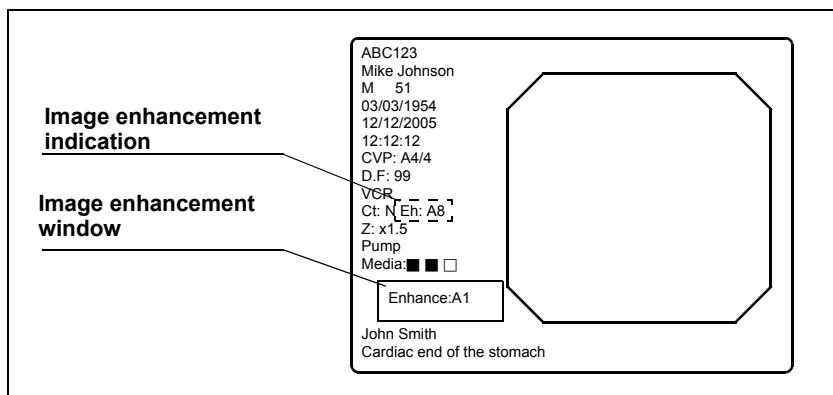 Image enhancement
indication
Image enhancement
window
ABC123
Mike Johnson
M 51
03/03/1954
12/12/2005
12:12:12
CVP: A4/4
D.F: 99
VCR
Ct: N Eh: A8
Z: x1.5
Pump
Media:■ ■ □
Enhance:A1
John Smith
Cardiac end of the stomach